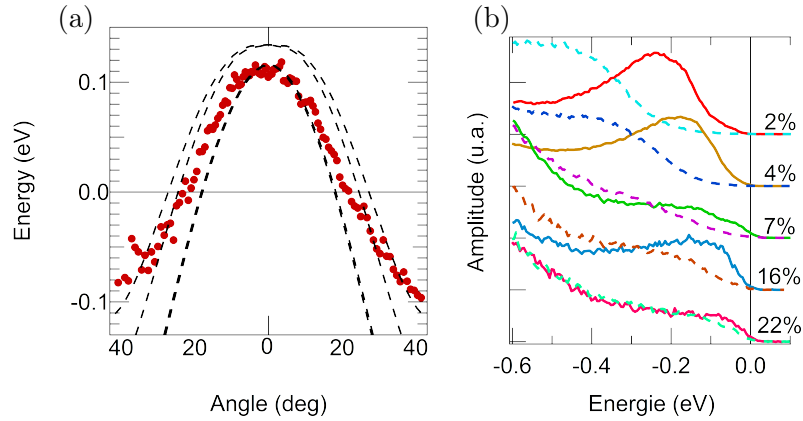 (a)
Energy (eV)
0.1
0.0
-0.1
40
20
0
20
40
Angle (deg)
(b)
Amplitude (u.a.)
2%
4%
7%
16%
22%
-0.6
-0.4
-0.2
0.0
Energie (eV)